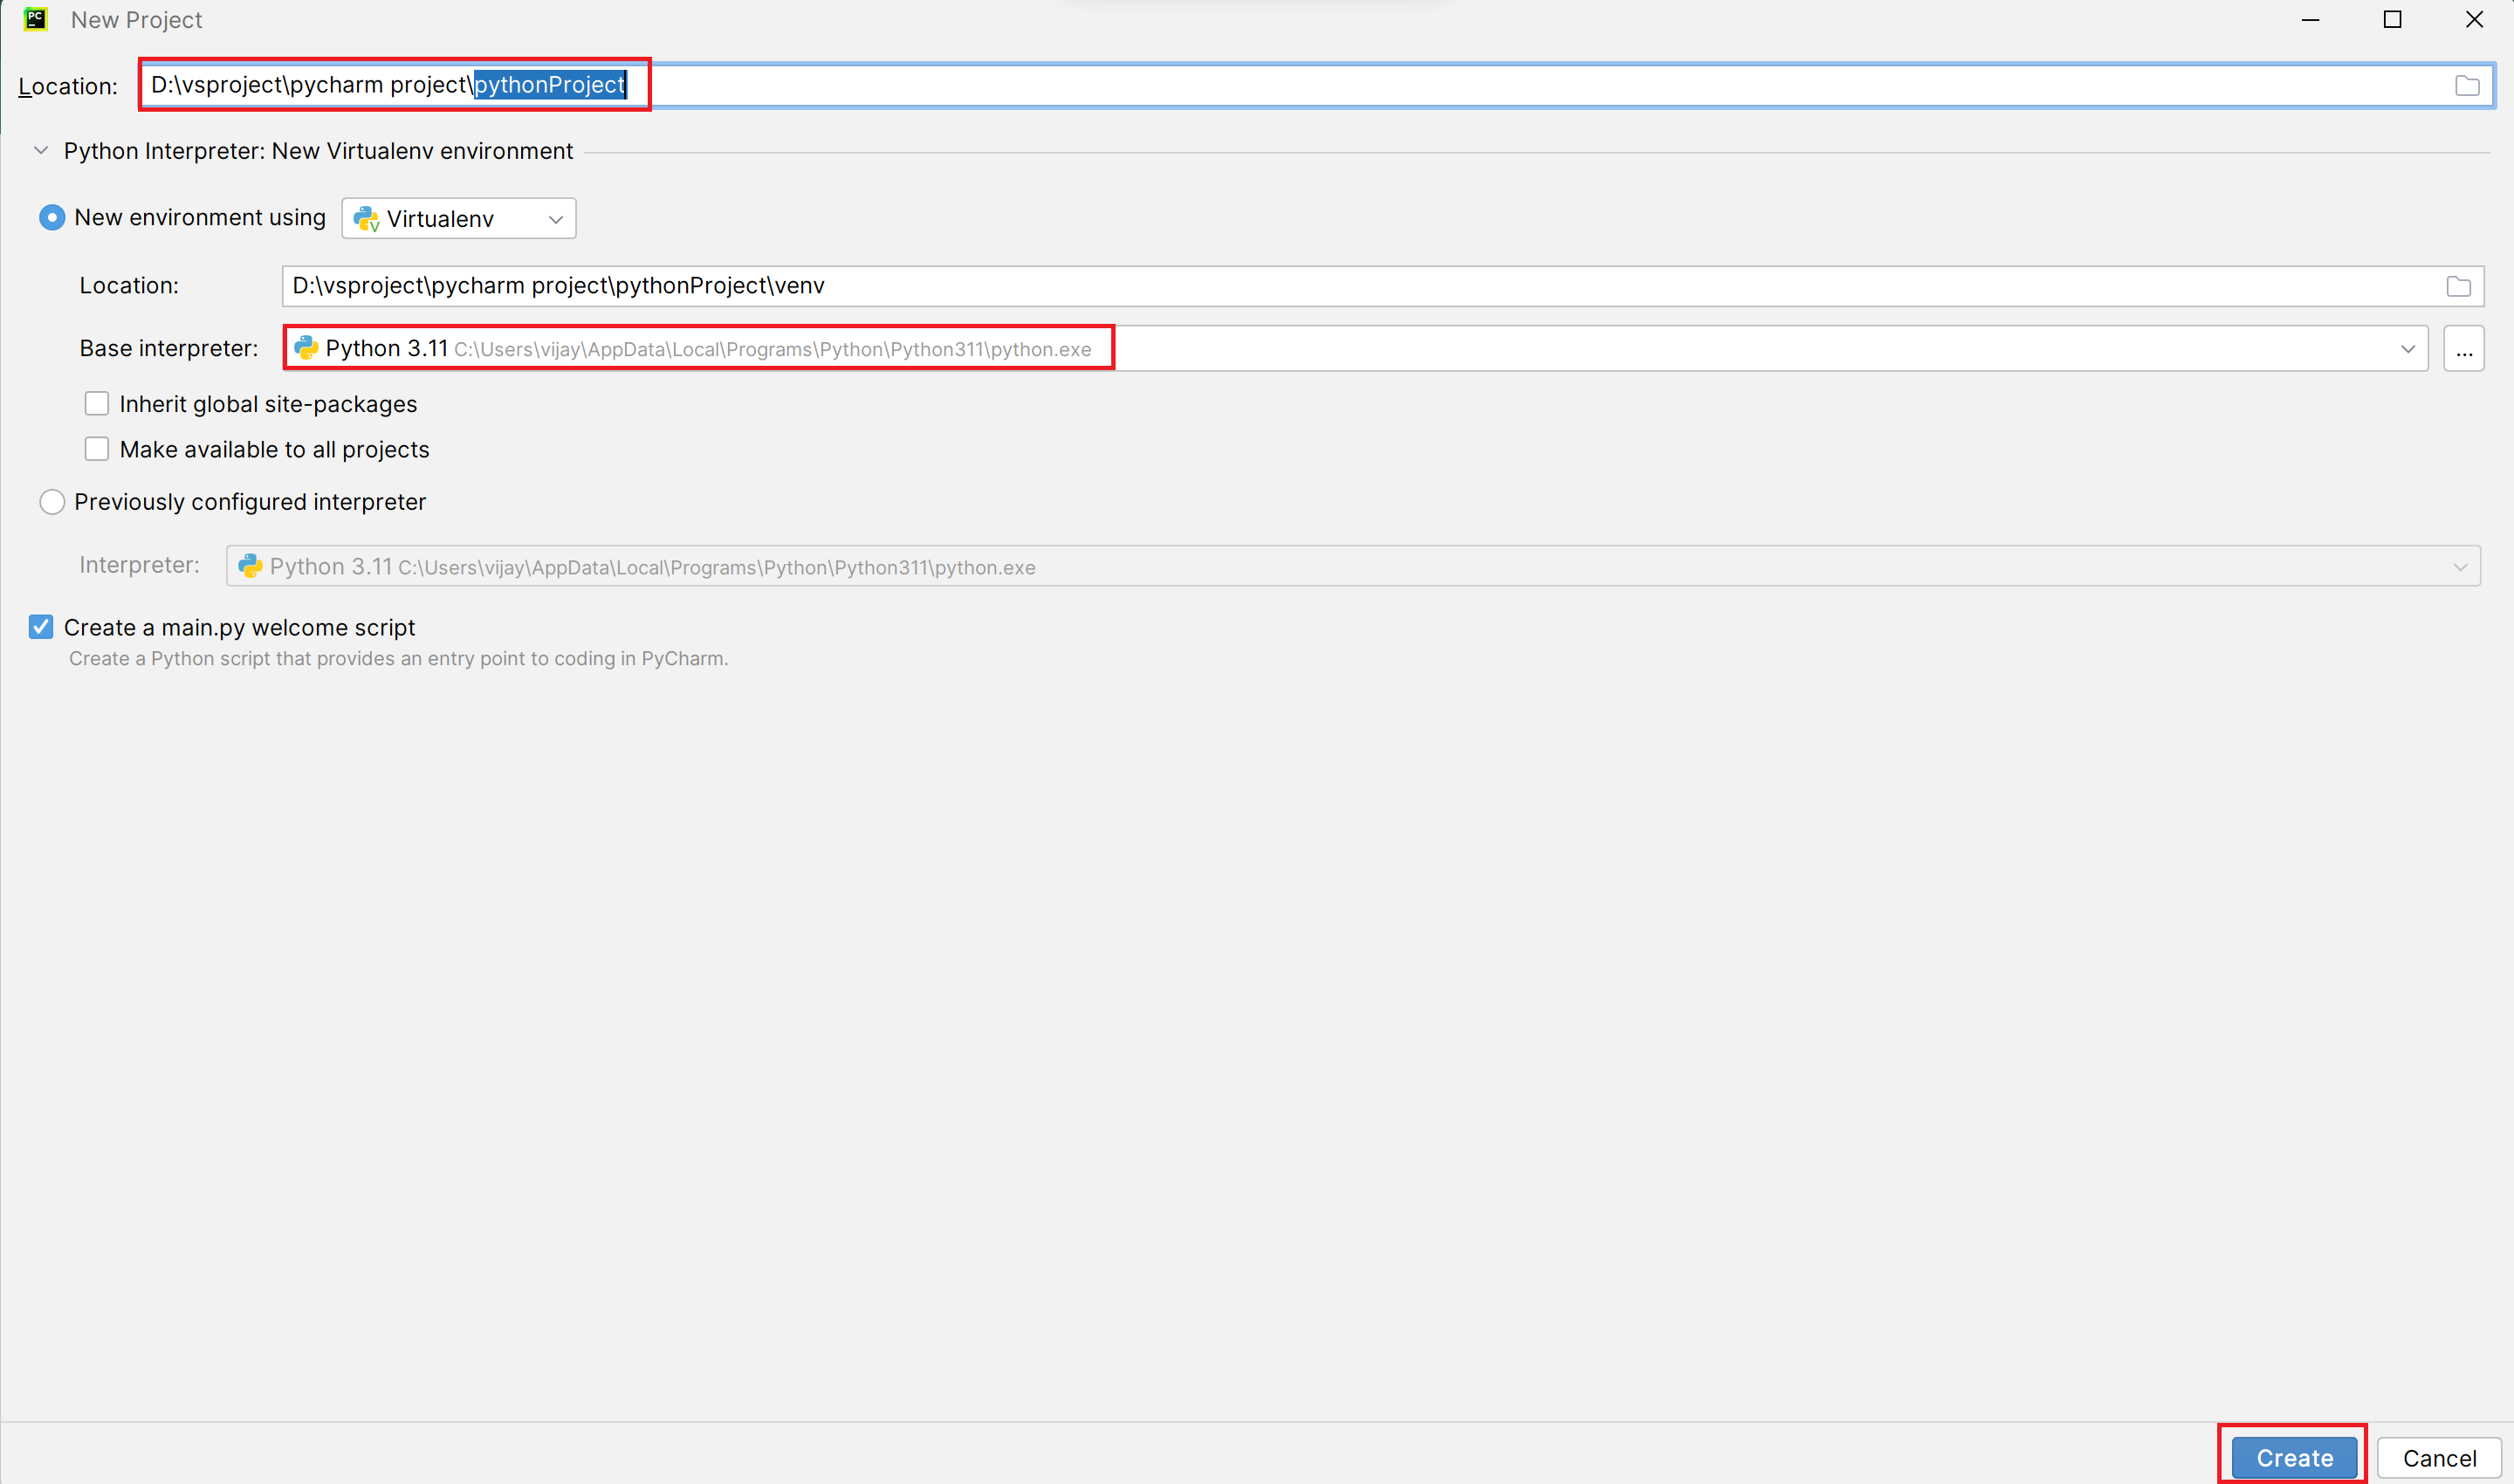 PC New Project
Location: D:\vsproject\pycharm project\pythonProject
Python Interpreter: New Virtualenv environment
New environment using Virtualenv
Location: D:\vsproject\pycharm project\pythonProject\venv
Base interpreter: Python 3.11 C:\Users\vijay\AppData\Local\Programs\Python\Python311\python.exe ...
Inherit global site-packages
Make available to all projects
Previously configured interpreter
Interpreter: Python 3.11 C:\Users\vijay\AppData\Local\Programs\Python\Python311\python.exe
Create a main.py welcome script
Create a Python script that provides an entry point to coding in PyCharm.
Create Cancel